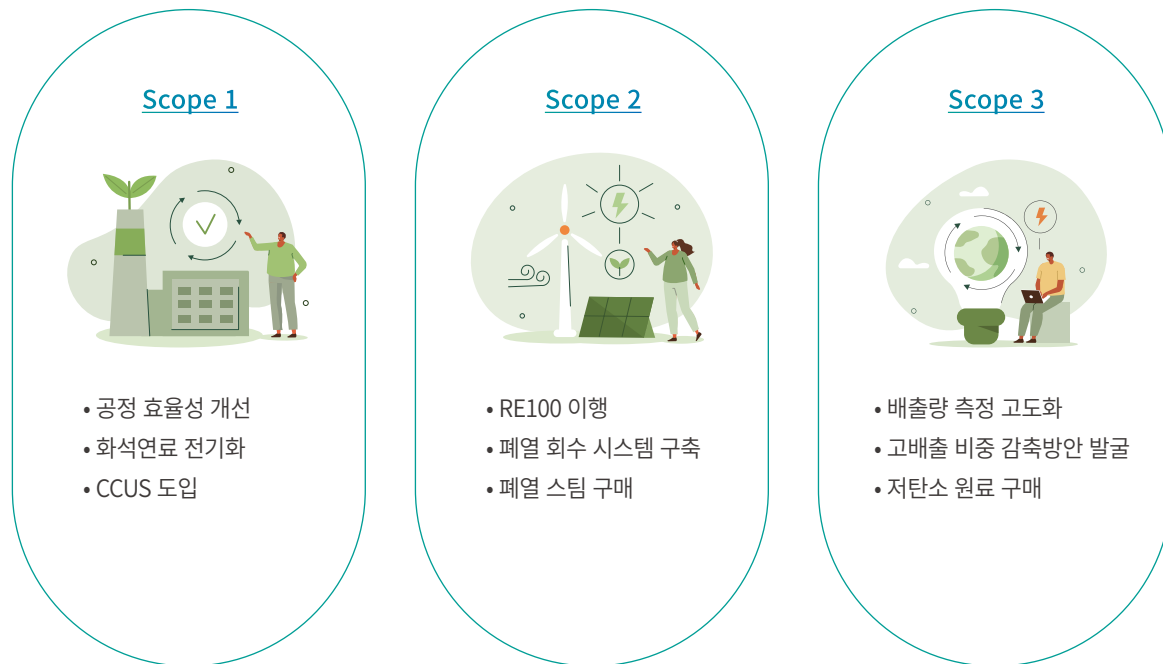 Scope 1
• 공정 효율성 개선
• 화석연료 전기화
• CCUS 도입
Scope 2
• RE100 이행
• 폐열 회수 시스템 구축
• 폐열 스팀 구매
Scope 3
• 배출량 측정 고도화
• 고배출 비중 감축방안 발굴
• 저탄소 원료 구매